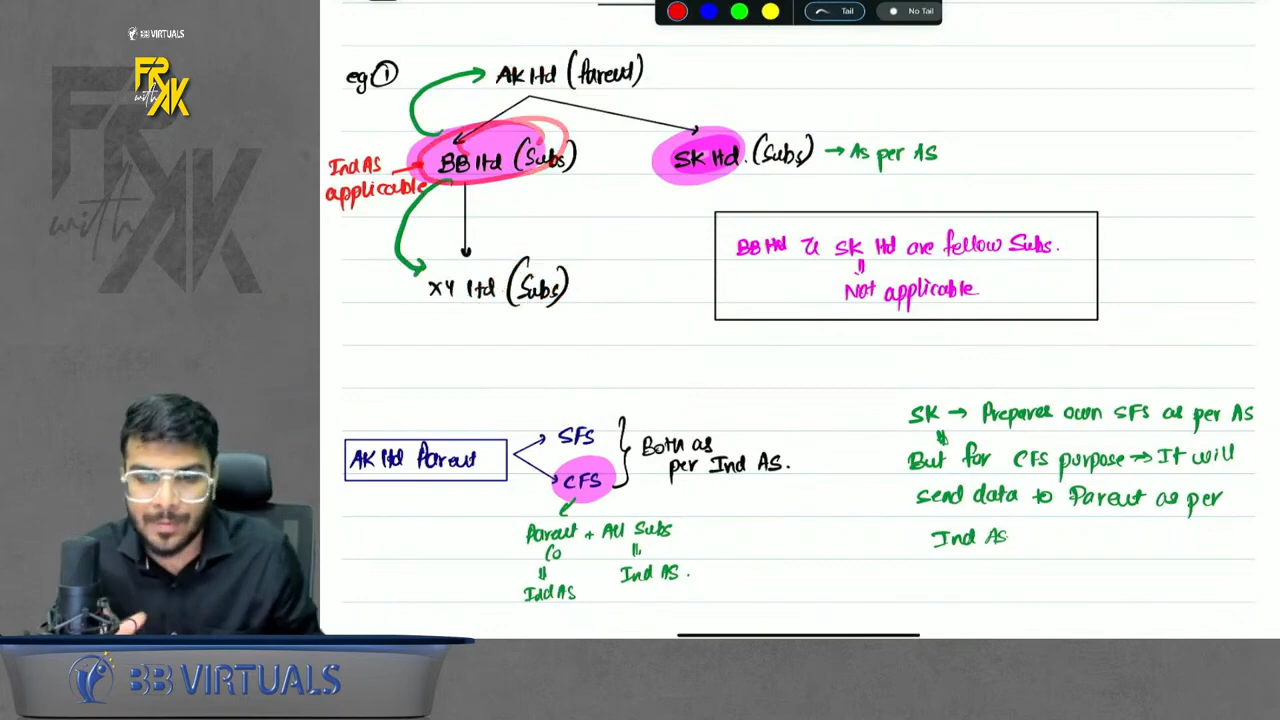 BB VIRTUALS
FR
with
AK
FR
with
AK
Tail
No Tail
eg ①
AK Ltd (Parent)
BB Ltd (Subs)
SK Ltd. (Subs) → As per AS
Ind AS
applicable
XY Ltd (Subs)
BB Ltd & SK Ltd are fellow Subs.
Not applicable
AK Ltd Parent
SFS
CFS
Both as
per Ind AS.
Parent + All Subs
Co
Ind AS
Ind AS.
SK → Prepares own SFS as per AS
But for CFS purpose → It will
send data to Parent as per
Ind AS
BB VIRTUALS